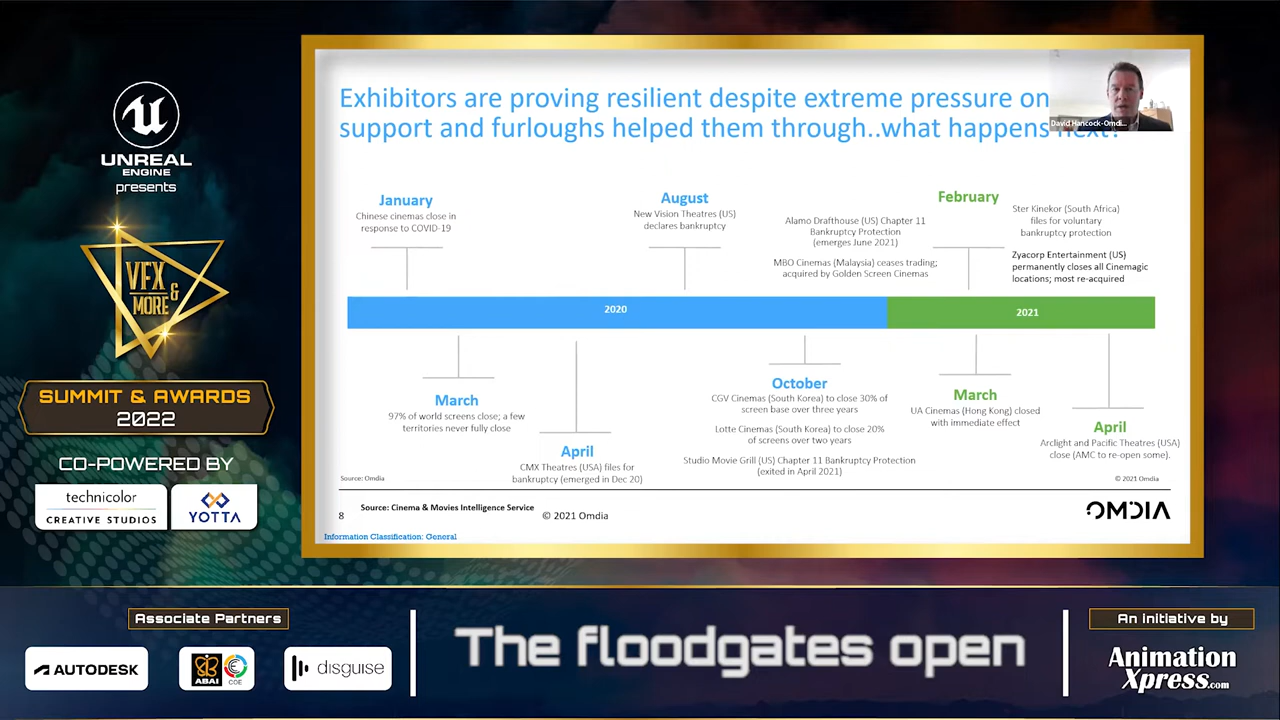 UNREAL
ENGINE
presents
VFX
&
MORE
SUMMIT & AWARDS
2022
CO-POWERED BY
technicolor
CREATIVE STUDIOS
YOTTA
Exhibitors are proving resilient despite extreme pressure on
support and furloughs helped them through..what happens next?
David Hancock-Omdi...
January
Chinese cinemas close in
response to COVID-19
August
New Vision Theatres (US)
declares bankruptcy
Alamo Drafthouse (US) Chapter 11
Bankruptcy Protection
(emerges June 2021)
MBO Cinemas (Malaysia) ceases trading;
acquired by Golden Screen Cinemas
February
Ster Kinekor (South Africa)
files for voluntary
bankruptcy protection
Zyacorp Entertainment (US)
permanently closes all Cinemagic
locations; most re-acquired
2020
2021
March
97% of world screens close; a few
territories never fully close
April
CMX Theatres (USA) files for
bankruptcy (emerged in Dec 20)
October
CGV Cinemas (South Korea) to close 30% of
screen base over three years
Lotte Cinemas (South Korea) to close 20%
of screens over two years
Studio Movie Grill (US) Chapter 11 Bankruptcy Protection
(exited in April 2021)
March
UA Cinemas (Hong Kong) closed
with immediate effect
April
Arclight and Pacific Theatres (USA)
close (AMC to re-open some).
Source: Omdia
© 2021 Omdia
8
Source: Cinema & Movies Intelligence Service
© 2021 Omdia
OMDIA
Information Classification: General
Associate Partners
AUTODESK
ABAI
COE
disguise
The floodgates open
An initiative by
Animation
Xpress.com